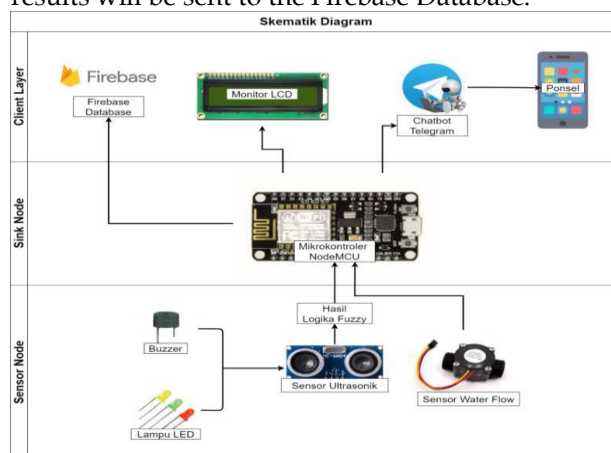 results will be sent to the Firebase Database.
Skematik Diagram
Client Layer
Firebase
Firebase
Database
Monitor LCD
Chatbot
Telegram
Ponsel
Sink Node
Mikrokontroler
NodeMCU
Sensor Node
Hasil
Logika Fuzzy
Buzzer
Sensor Ultrasonik
Sensor Water Flow
Lampu LED